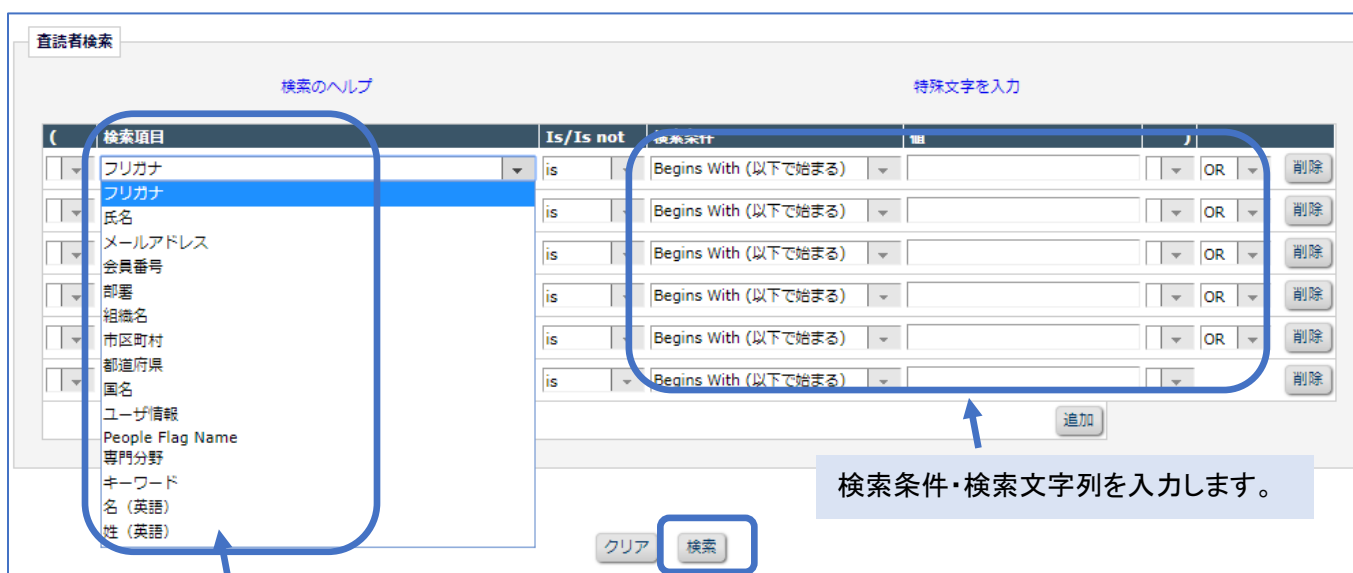 査読者検索
検索のヘルプ 特殊文字を入力
( 検索項目 Is/Is not 検索条件 値 )
フリガナ is Begins With (以下で始まる) OR 削除
フリガナ
氏名 is Begins With (以下で始まる) OR 削除
メールアドレス is Begins With (以下で始まる) OR 削除
会員番号
部署 is Begins With (以下で始まる) OR 削除
組織名
市区町村 is Begins With (以下で始まる) OR 削除
都道府県
国名 is Begins With (以下で始まる) 削除
ユーザ情報 追加
People Flag Name
専門分野
キーワード
名（英語）
姓（英語）
検索条件・検索文字列を入力します。
クリア 検索